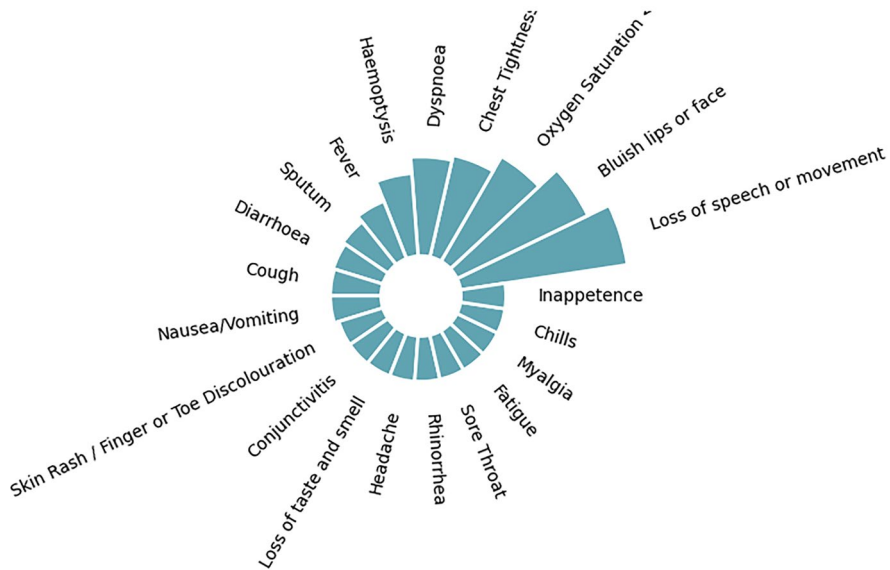 Haemoptysis
Dyspnoea
Chest Tightness
Oxygen Saturation
Bluish lips or face
Loss of speech or movement
Fever
Sputum
Diarrhoea
Cough
Nausea/Vomiting
Skin Rash / Finger or Toe Discolouration
Conjunctivitis
Loss of taste and smell
Headache
Rhinorrhea
Sore Throat
Fatigue
Myalgia
Chills
Inappetence